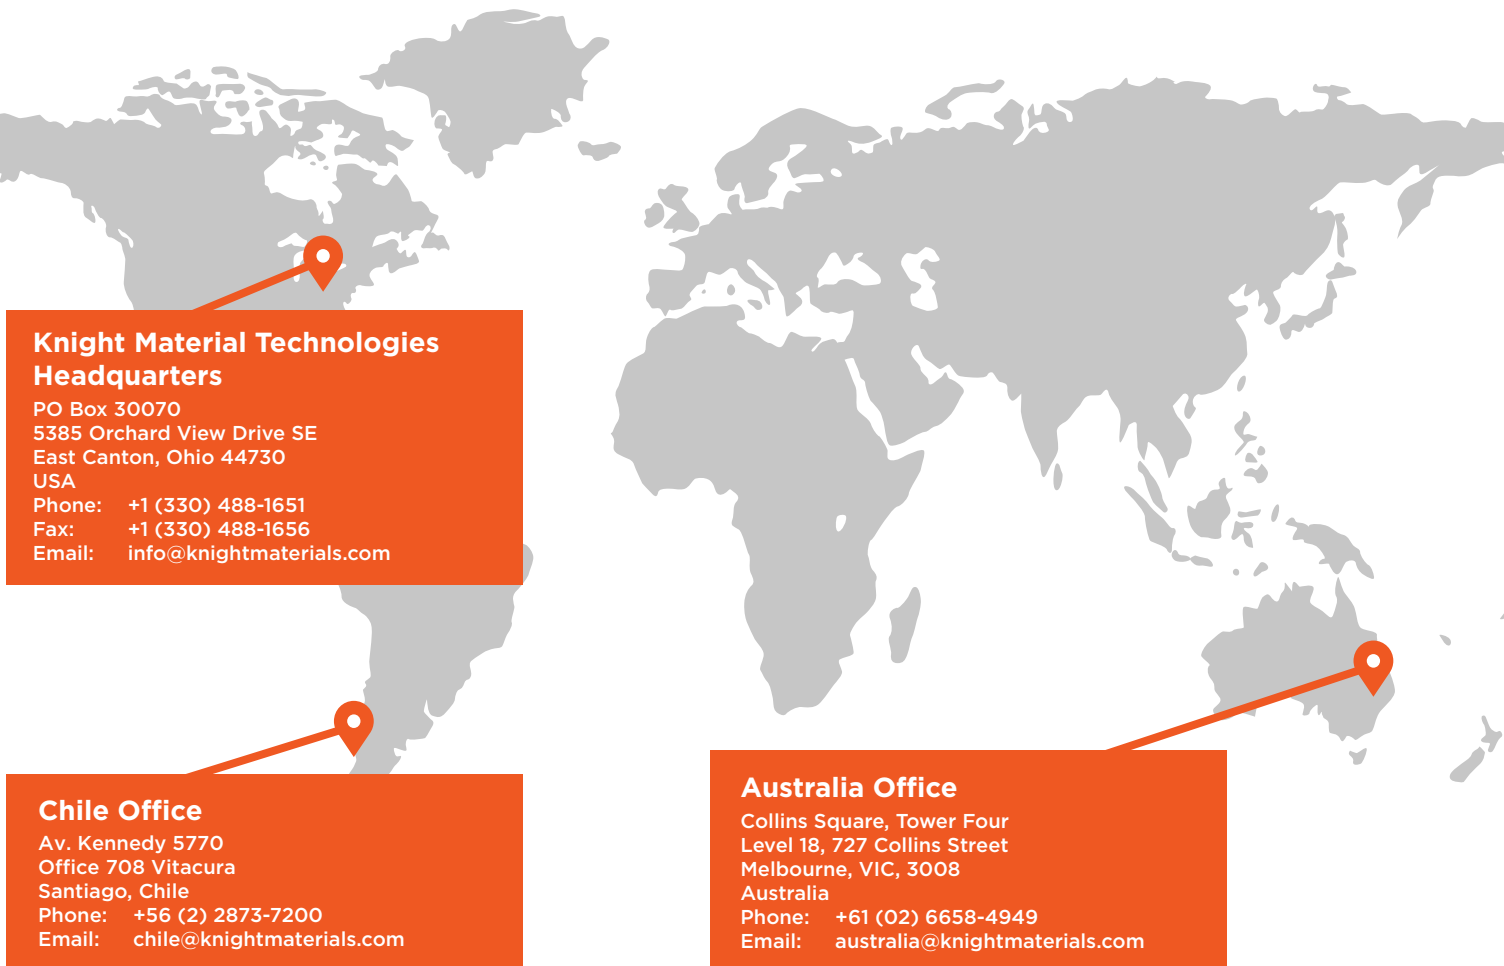 Knight Material Technologies
Headquarters
PO Box 30070
5385 Orchard View Drive SE
East Canton, Ohio 44730
USA
Phone: +1 (330) 488-1651
Fax: +1 (330) 488-1656
Email: info@knightmaterials.com
Chile Office
Av. Kennedy 5770
Office 708 Vitacura
Santiago, Chile
Phone: +56 (2) 2873-7200
Email: chile@knightmaterials.com
Australia Office
Collins Square, Tower Four
Level 18, 727 Collins Street
Melbourne, VIC, 3008
Australia
Phone: +61 (02) 6658-4949
Email: australia@knightmaterials.com